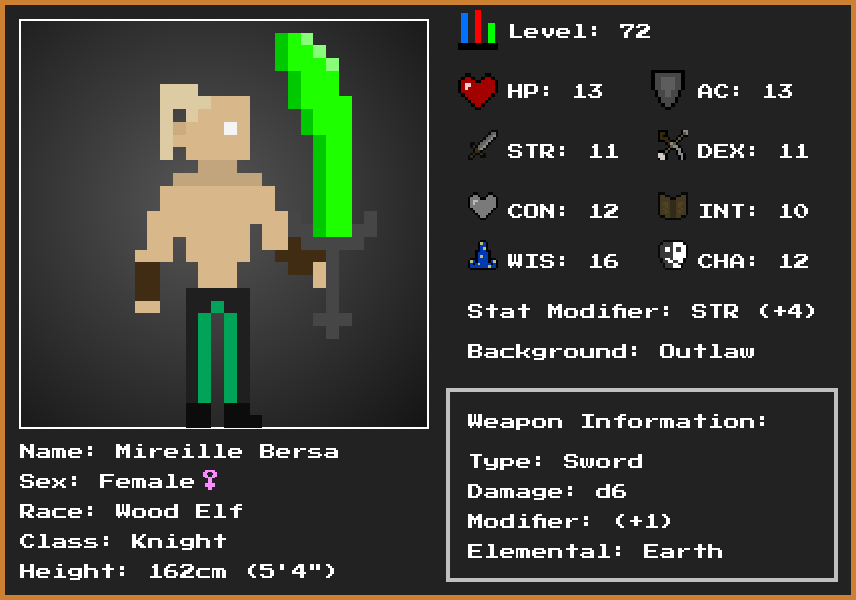 Level: 72
HP: 13
AC: 13
STR: 11
DEX: 11
CON: 12
INT: 10
WIS: 16
CHA: 12
Stat Modifier: STR (+4)
Background: Outlaw
Weapon Information:
Type: Sword
Damage: d6
Modifier: (+1)
Elemental: Earth
Name: Mireille Bersa
Sex: Female♀
Race: Wood Elf
Class: Knight
Height: 162cm (5'4")